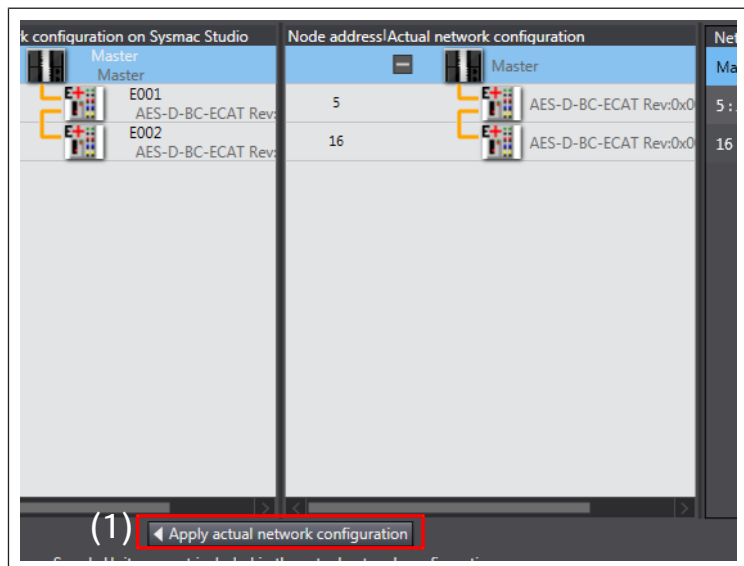 k configuration on Sysmac Studio
Master
Master
E001
AES-D-BC-ECAT Rev:
E002
AES-D-BC-ECAT Rev:
Node address Actual network configuration
Master
5 AES-D-BC-ECAT Rev:0x0
16 AES-D-BC-ECAT Rev:0x0
Net
Ma
5:
16
(1) Apply actual network configuration